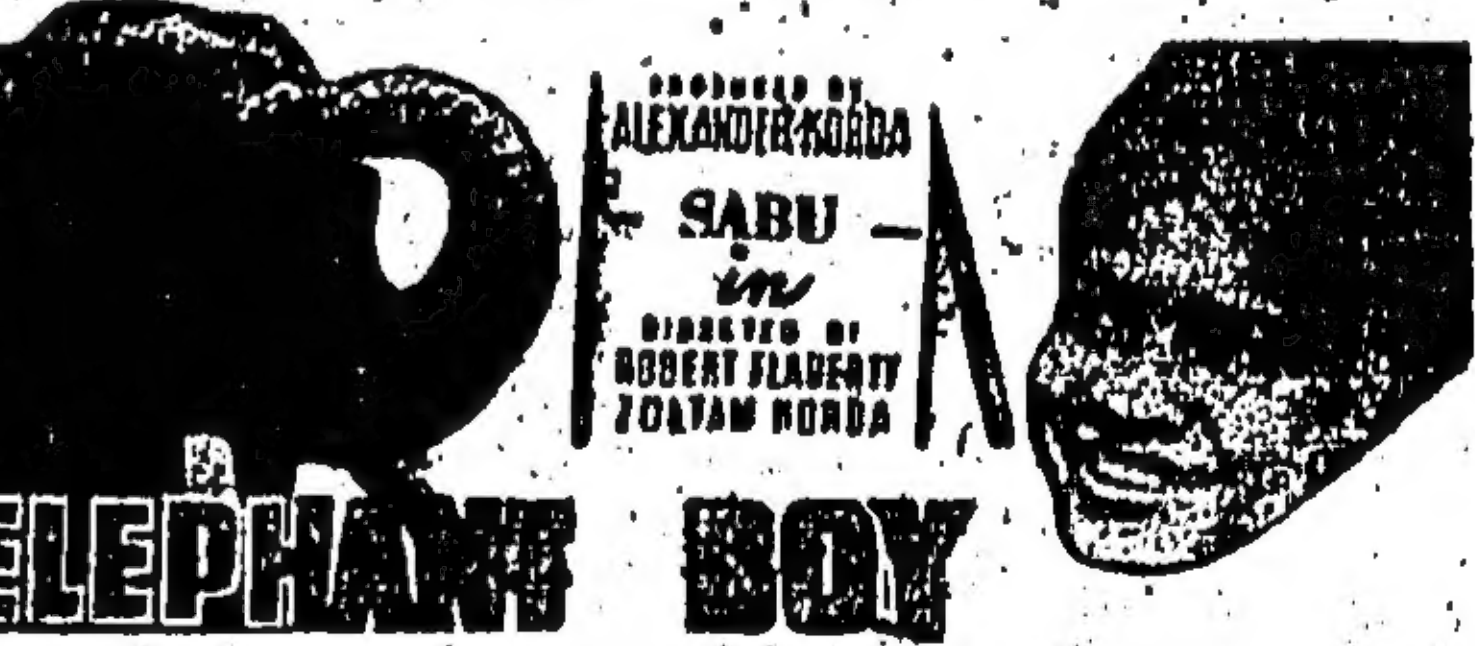 PRODUCED BY
ALEXANDER KORDA
SABU
in
DIRECTED BY
ROBERT FLAHERTY
ZOLTAN KORDA
ELEPHANT BOY